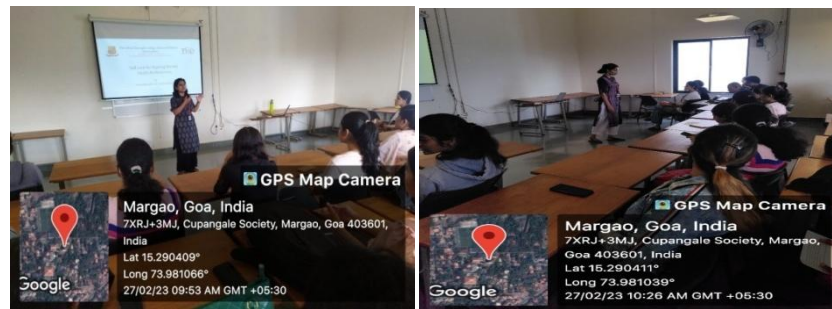 GPS Map Camera
Margao, Goa, India
7XRJ+3MJ, Cupangale Society, Margao, Goa 403601,
India
Lat 15.290409°
Long 73.981066°
27/02/23 09:53 AM GMT +05:30
Google
GPS Map Camera
Margao, Goa, India
7XRJ+3MJ, Cupangale Society, Margao,
Goa 403601, India
Lat 15.290411°
Long 73.981039°
27/02/23 10:26 AM GMT +05:30
Google